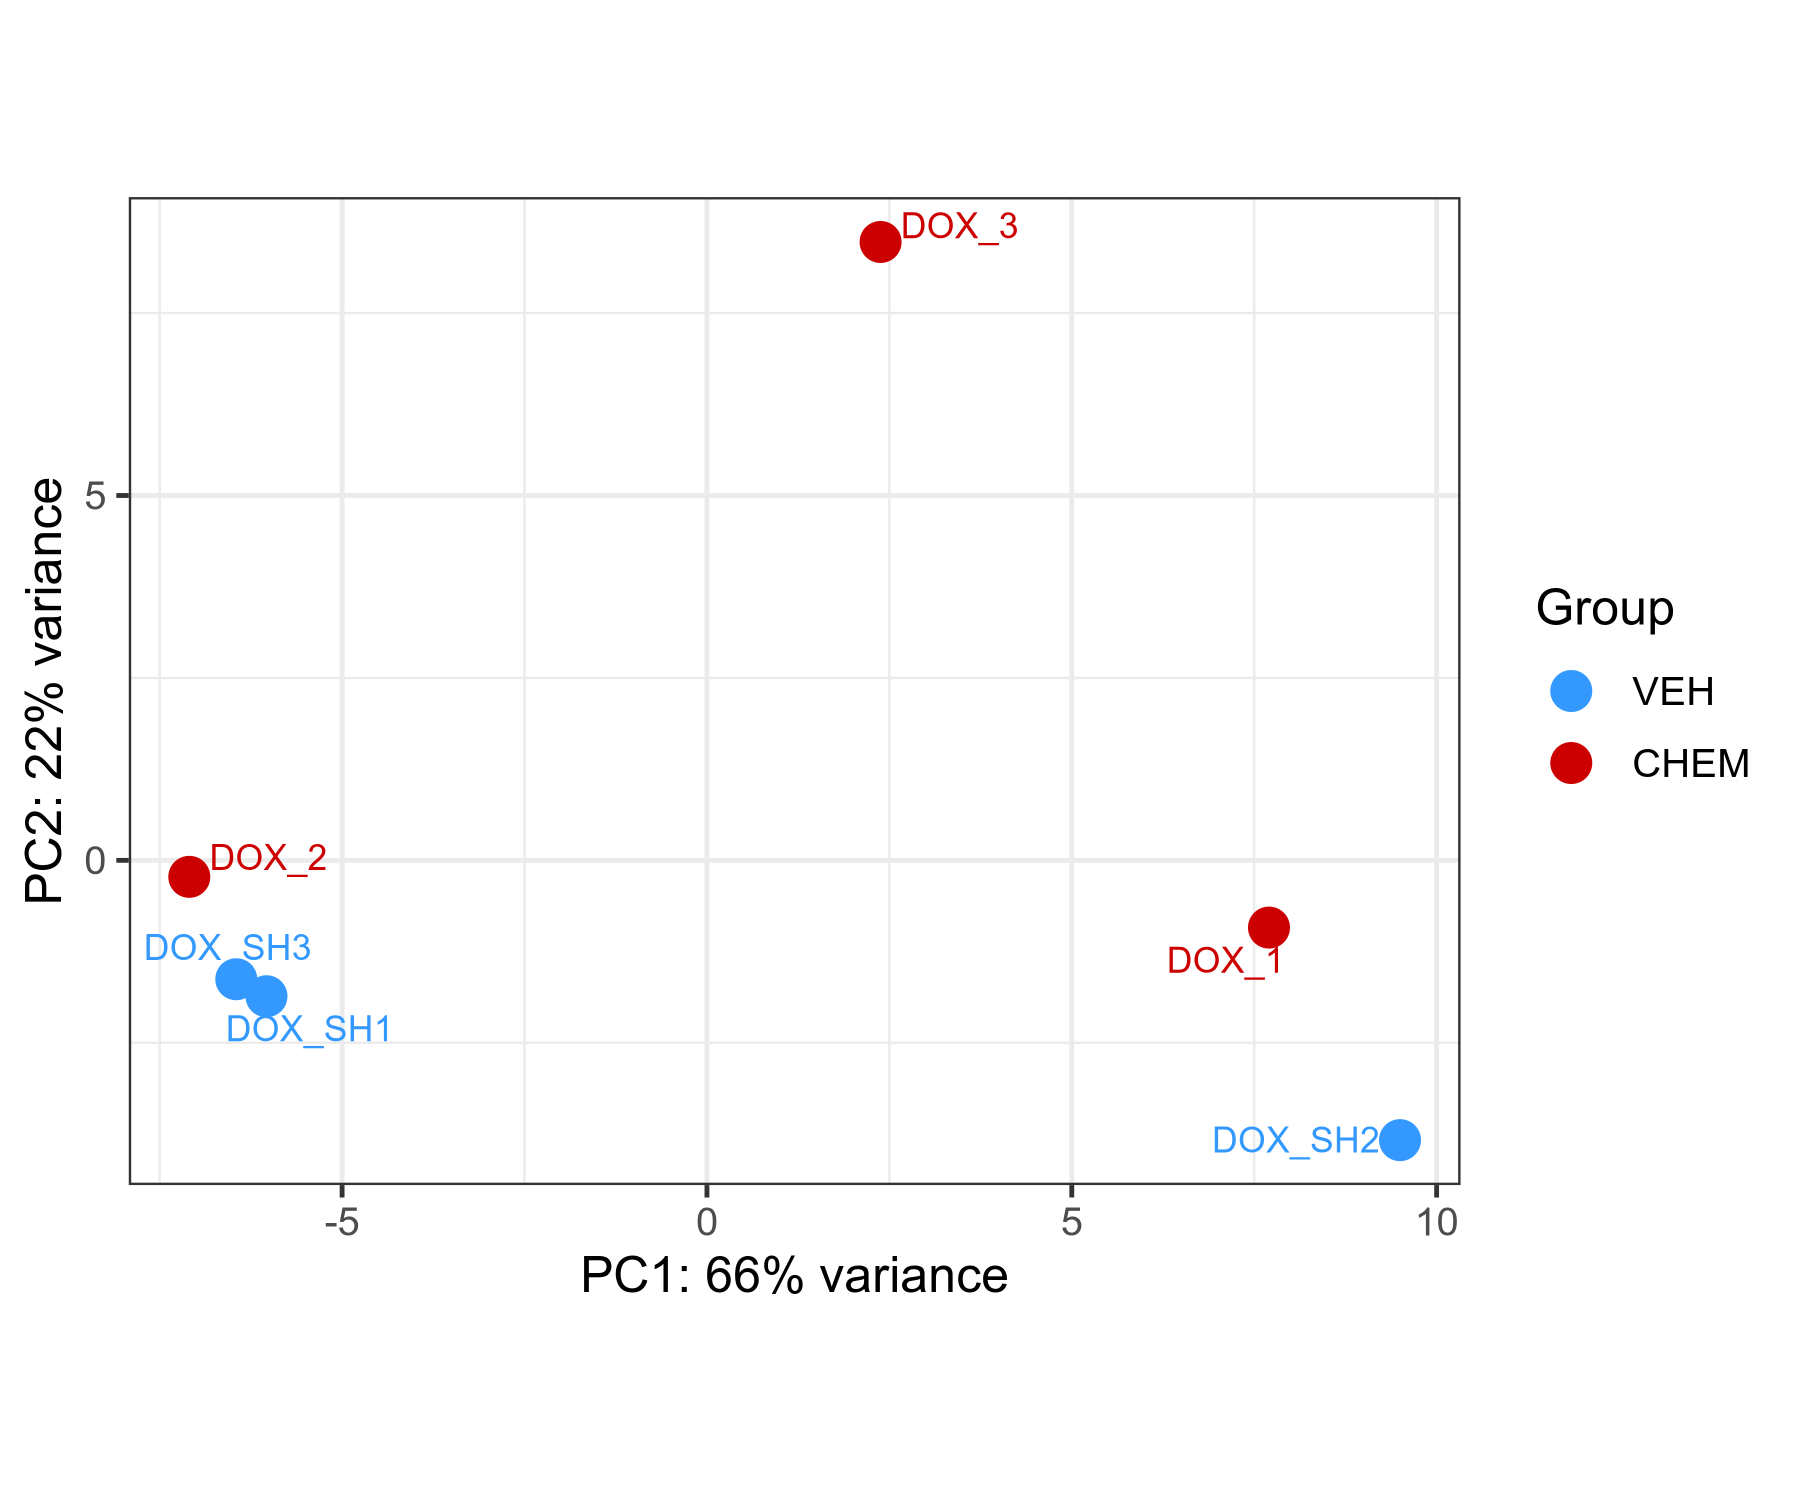 DOX_3
5
PC2: 22% variance
Group
VEH
CHEM
DOX_2
0
DOX_SH3
DOX_1
DOX_SH1
DOX_SH2
-5
0
5
10
PC1: 66% variance